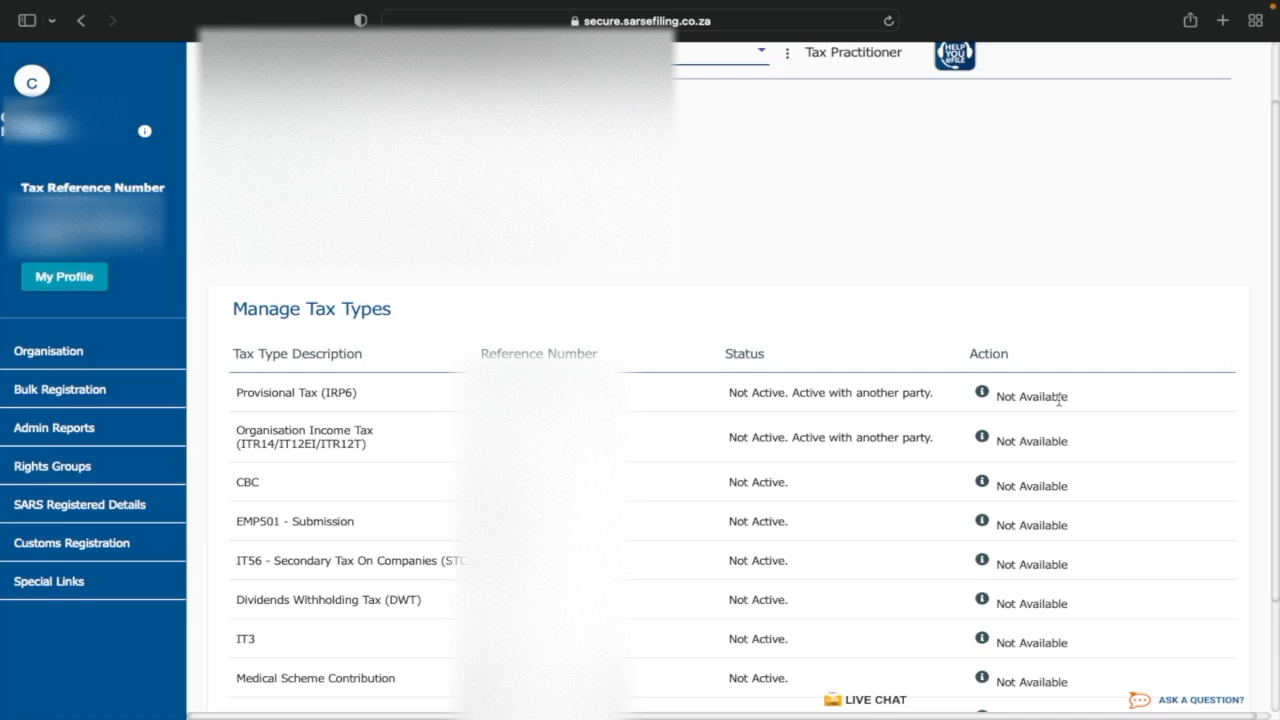 secure.sarsefiling.co.za
Tax Practitioner
HELP
YOU
eFILE
C
Tax Reference Number
My Profile
Organisation
Bulk Registration
Admin Reports
Rights Groups
SARS Registered Details
Customs Registration
Special Links
Manage Tax Types
Tax Type Description Reference Number Status Action
Provisional Tax (IRP6) Not Active. Active with another party. Not Available
Organisation Income Tax
(ITR14/IT12EI/ITR12T) Not Active. Active with another party. Not Available
CBC Not Active. Not Available
EMP501 - Submission Not Active. Not Available
IT56 - Secondary Tax On Companies (STC Not Active. Not Available
Dividends Withholding Tax (DWT) Not Active. Not Available
IT3 Not Active. Not Available
Medical Scheme Contribution Not Active. Not Available
LIVE CHAT
ASK A QUESTION?